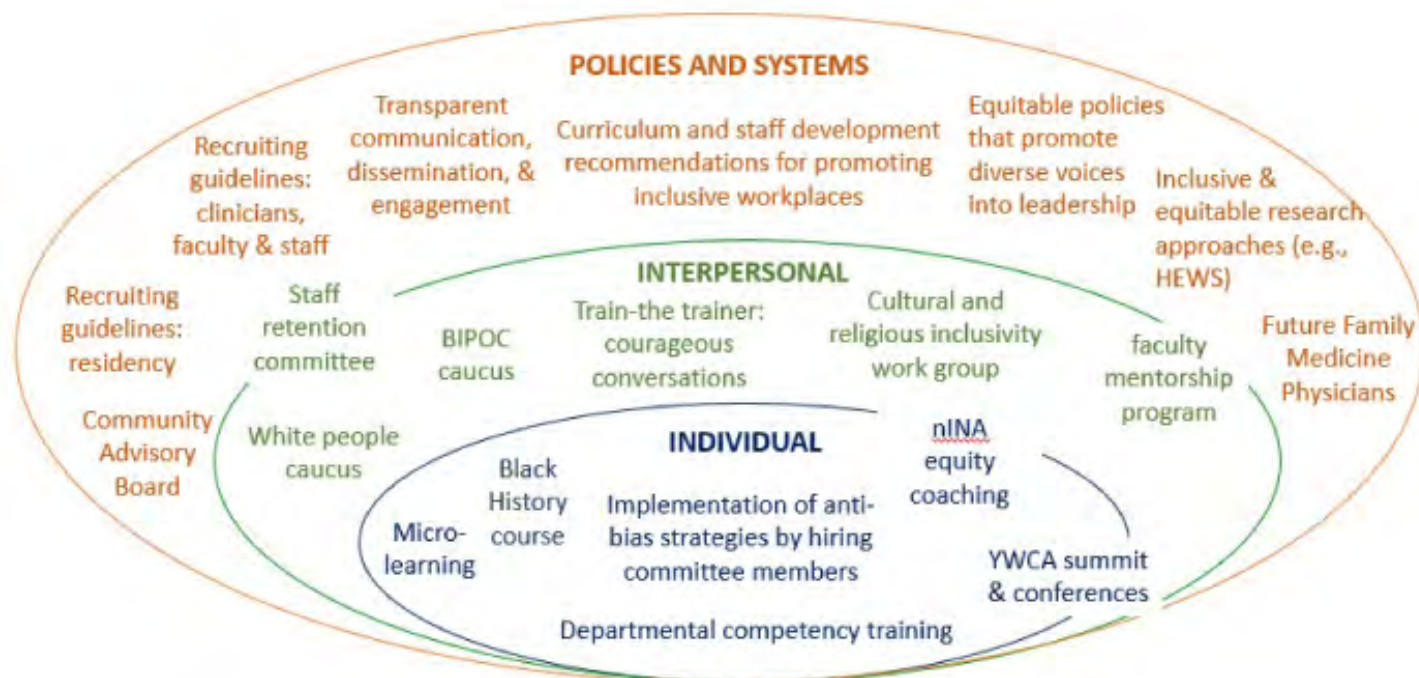 POLICIES AND SYSTEMS
Recruiting
guidelines:
clinicians,
faculty & staff
Transparent
communication,
dissemination, &
engagement
Curriculum and staff development
recommendations for promoting
inclusive workplaces
Equitable policies
that promote
diverse voices
into leadership
Inclusive &
equitable research
approaches (e.g.,
HEWS)
Recruiting
guidelines:
residency
Community
Advisory
Board
Future Family
Medicine
Physicians
INTERPERSONAL
Staff
retention
committee
BIPOC
caucus
Train-the trainer:
courageous
conversations
Cultural and
religious inclusivity
work group
faculty
mentorship
program
White people
caucus
INDIVIDUAL
Micro-
learning
Black
History
course
Implementation of anti-
bias strategies by hiring
committee members
nINA
equity
coaching
YWCA summit
& conferences
Departmental competency training